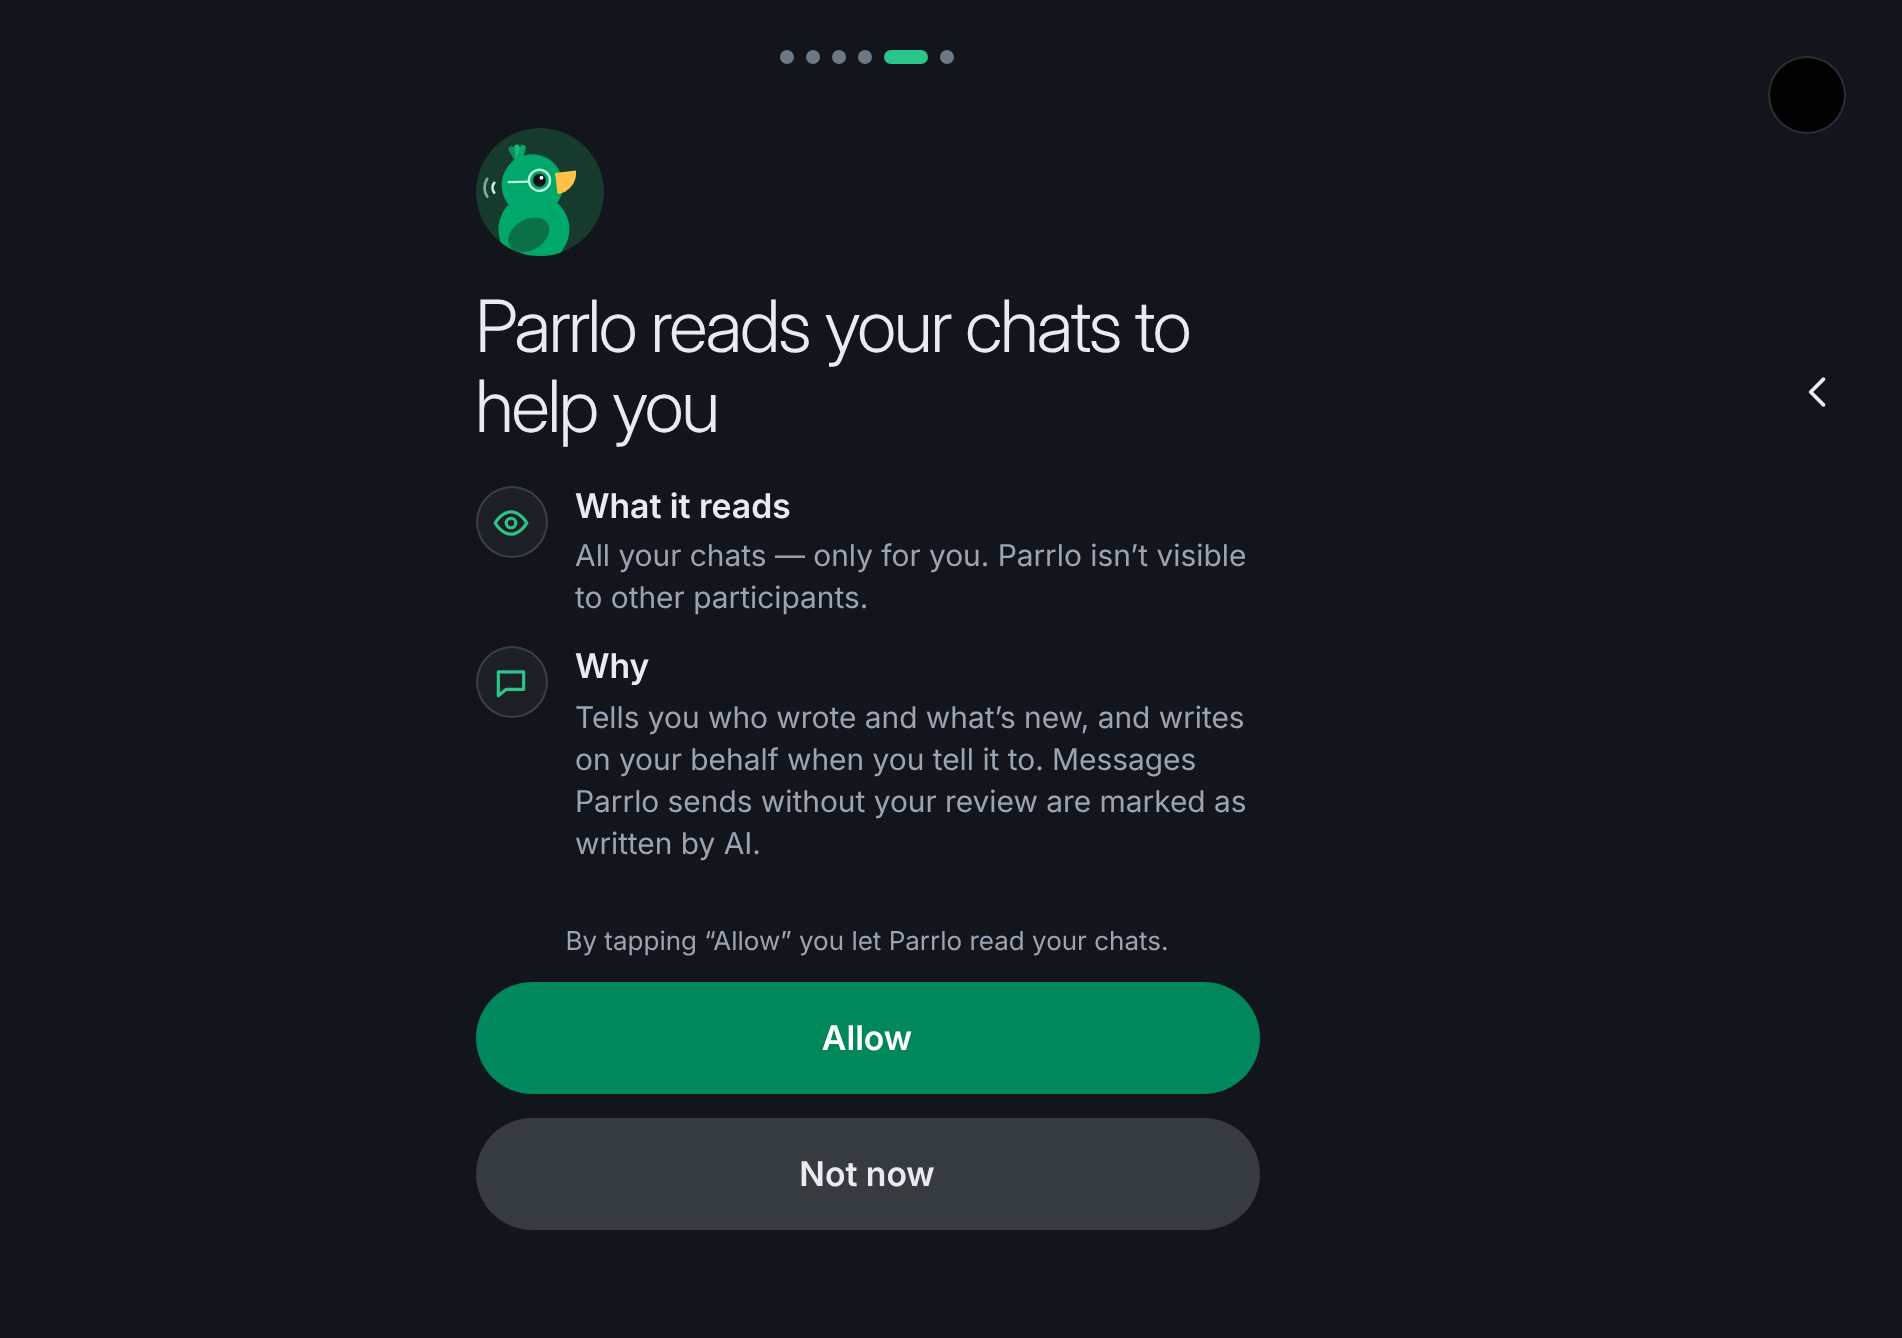 Parrlo reads your chats to
help you
What it reads
All your chats — only for you. Parrlo isn’t visible
to other participants.
Why
Tells you who wrote and what’s new, and writes
on your behalf when you tell it to. Messages
Parrlo sends without your review are marked as
written by AI.
By tapping “Allow” you let Parrlo read your chats.
Allow
Not now